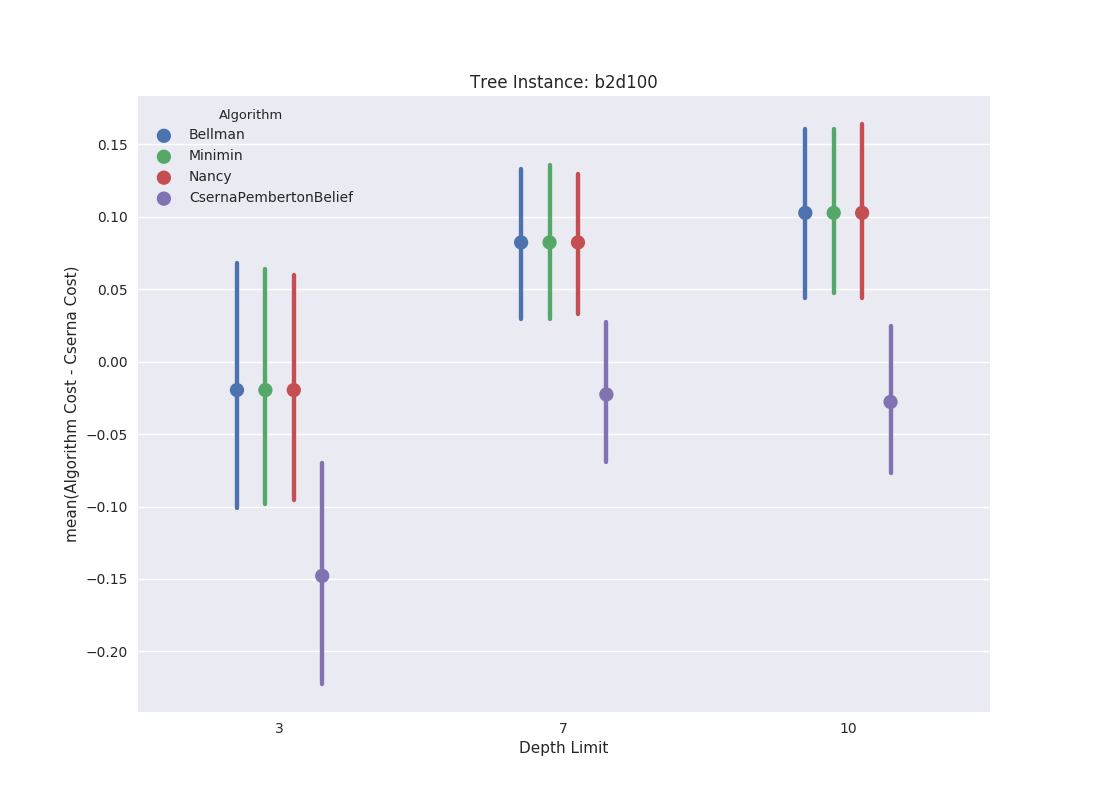 Tree Instance: b2d100
Algorithm
Bellman
Minimin
Nancy
CsernaPembertonBelief
0.15
0.10
0.05
0.00
−0.05
−0.10
−0.15
−0.20
mean(Algorithm Cost - Cserna Cost)
3 7 10
Depth Limit